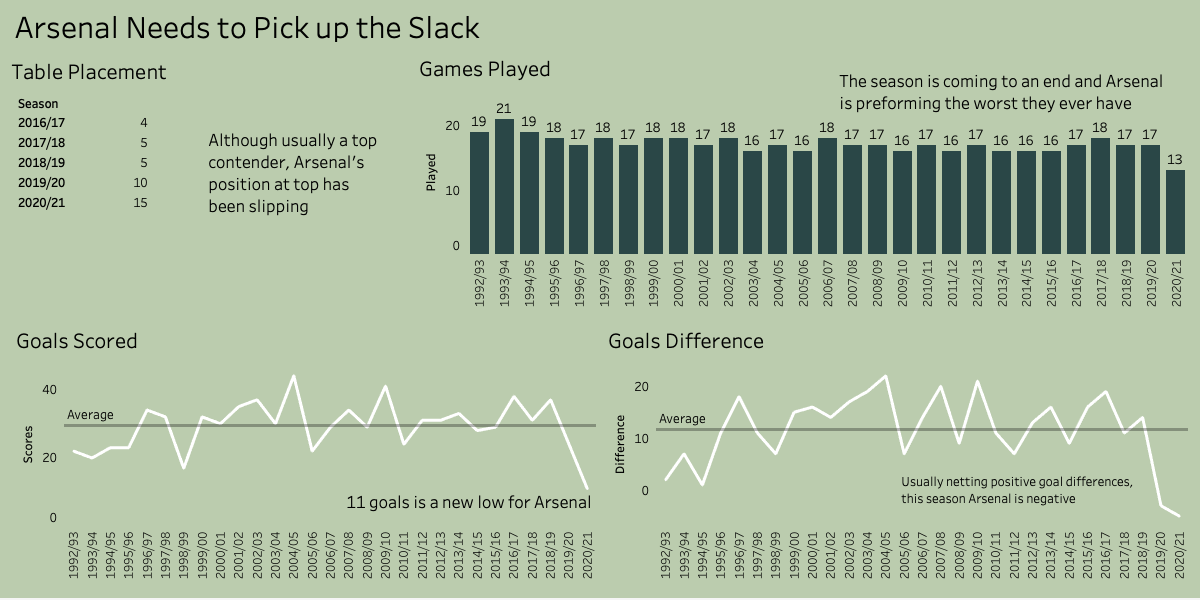 Arsenal Needs to Pick up the Slack
Table Placement
Season
2016/17 4
2017/18 5
2018/19 5
2019/20 10
2020/21 15
Although usually a top
contender, Arsenal's
position at top has
been slipping
Games Played
The season is coming to an end and Arsenal
is preforming the worst they ever have
Played
20
10
0
19 21 19 18 17 18 17 18 18 17 18 16 17 16 18 17 17 16 17 16 17 16 16 16 17 18 17 17 13
1992/93 1993/94 1994/95 1995/96 1996/97 1997/98 1998/99 1999/00 2000/01 2001/02 2002/03 2003/04 2004/05 2005/06 2006/07 2007/08 2008/09 2009/10 2010/11 2011/12 2012/13 2013/14 2014/15 2015/16 2016/17 2017/18 2018/19 2019/20 2020/21
Goals Scored
Scores
40
Average
20
0
11 goals is a new low for Arsenal
1992/93 1993/94 1994/95 1995/96 1996/97 1997/98 1998/99 1999/00 2000/01 2001/02 2002/03 2003/04 2004/05 2005/06 2006/07 2007/08 2008/09 2009/10 2010/11 2011/12 2012/13 2013/14 2014/15 2015/16 2016/17 2017/18 2018/19 2019/20 2020/21
Goals Difference
Difference
20
Average
10
0
Usually netting positive goal differences,
this season Arsenal is negative
1992/93 1993/94 1994/95 1995/96 1996/97 1997/98 1998/99 1999/00 2000/01 2001/02 2002/03 2003/04 2004/05 2005/06 2006/07 2007/08 2008/09 2009/10 2010/11 2011/12 2012/13 2013/14 2014/15 2015/16 2016/17 2017/18 2018/19 2019/20 2020/21